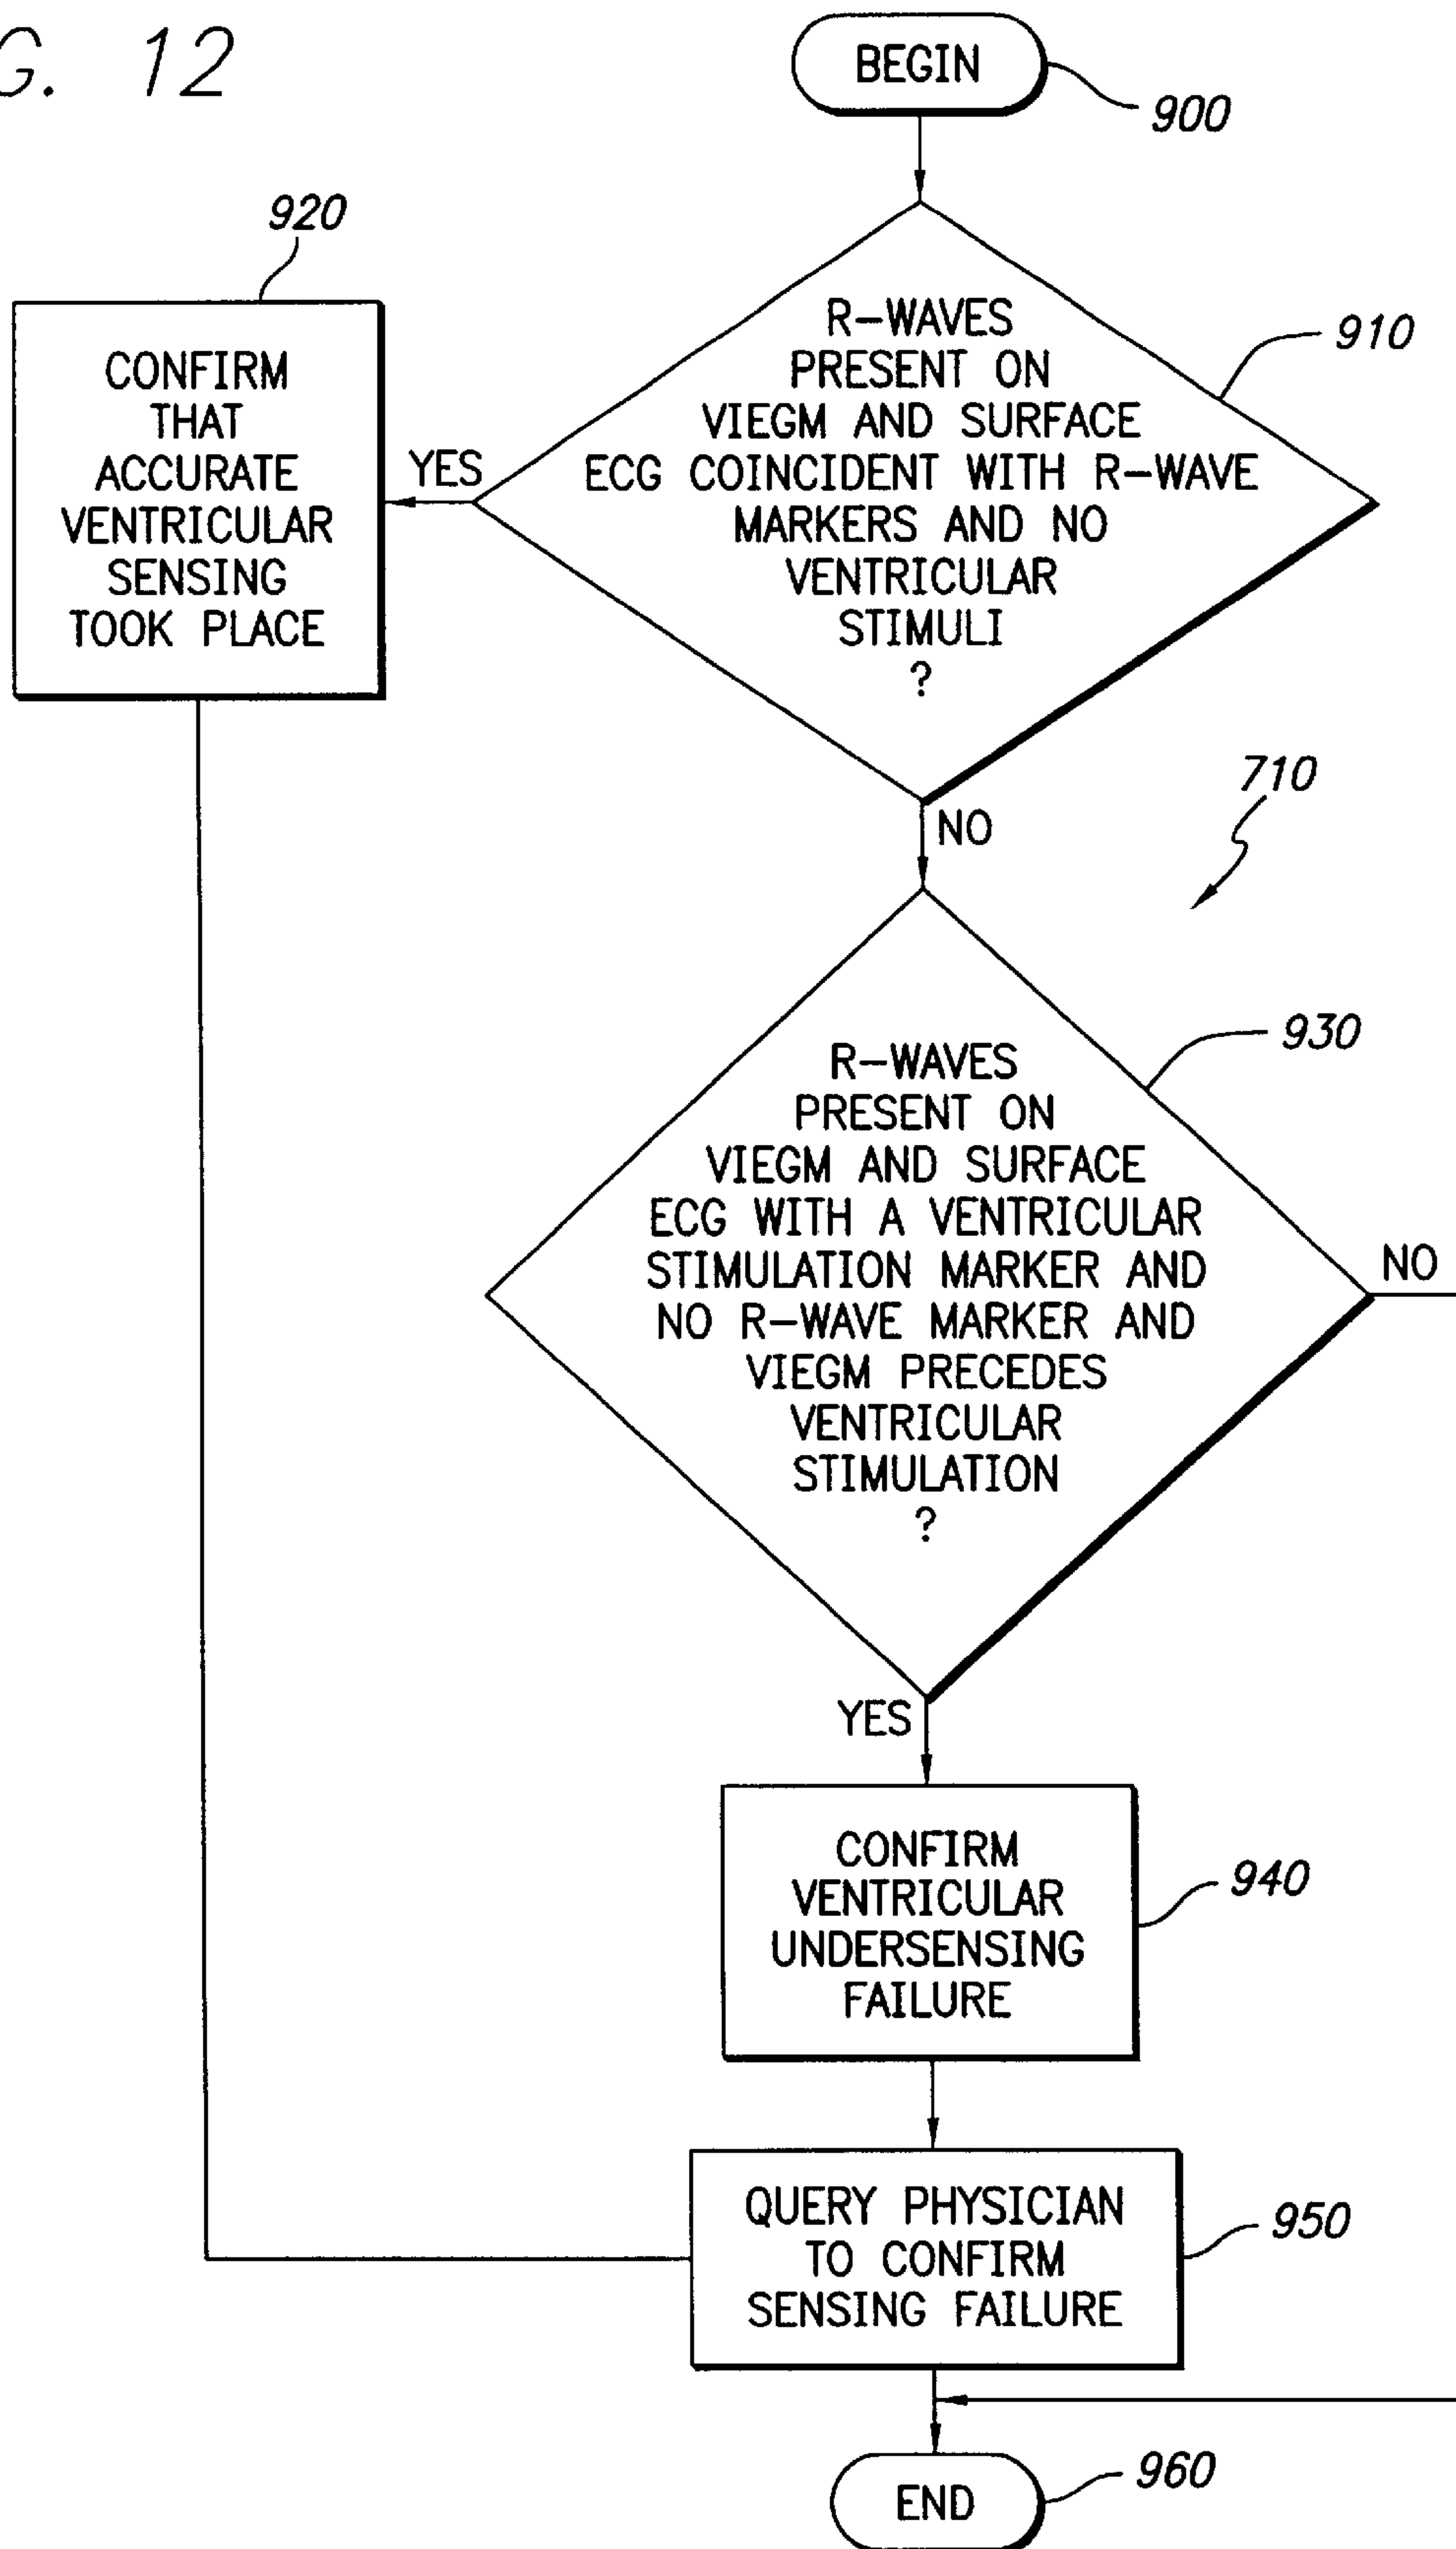 G. 12
BEGIN
900
920
R-WAVES
PRESENT ON
VIEGM AND SURFACE
ECG COINCIDENT WITH R-WAVE
MARKERS AND NO
VENTRICULAR
STIMULI
?
910
CONFIRM
THAT
ACCURATE
VENTRICULAR
SENSING
TOOK PLACE
YES
NO
710
R-WAVES
PRESENT ON
VIEGM AND SURFACE
ECG WITH A VENTRICULAR
STIMULATION MARKER AND
NO R-WAVE MARKER AND
VIEGM PRECEDES
VENTRICULAR
STIMULATION
?
930
NO
YES
CONFIRM
VENTRICULAR
UNDERSENSING
FAILURE
940
QUERY PHYSICIAN
TO CONFIRM
SENSING FAILURE
950
END
960